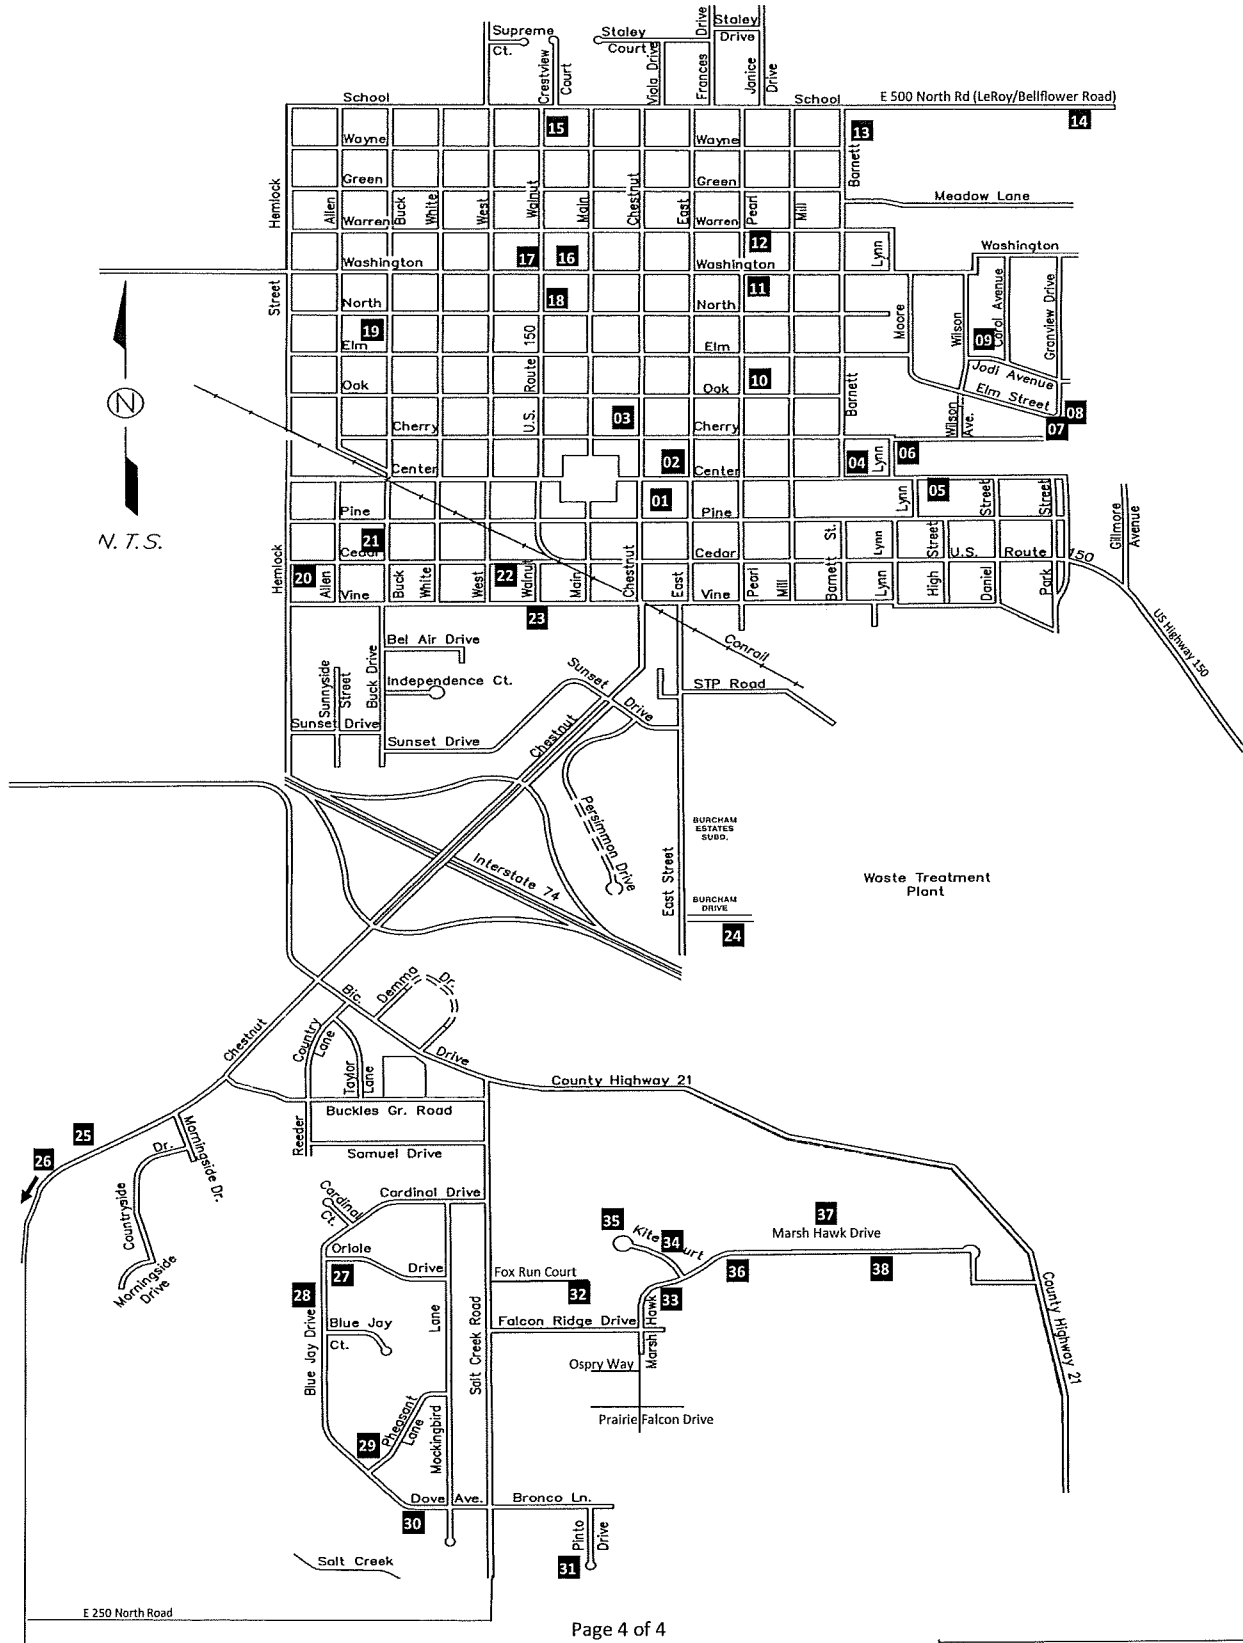 Supreme
Ct.
Crestview
Court
Staley
Court
Viola Drive
Frances
Drive
Staley
Drive
Janice
Drive
School
School
E 500 North Rd (LeRoy/Bellflower Road)
15
13
14
Wayne
Wayne
Barnett
Green
Green
Hemlock
Street
Allen
Warren
Buck
White
West
Walnut
Main
Chestnut
East
Warren
Pearl
Mill
Meadow Lane
12
17
16
Washington
Washington
Lynn
Washington
11
18
North
North
Moore
Wilson
Carol Avenue
Granview Drive
19
Elm
U.S.
Route
150
Elm
09
Jodi Avenue
Elm Street
Oak
Oak
10
Barnett
Wilson
Ave.
08
07
N
03
Cherry
Cherry
02
04
Lynn
06
Center
Center
01
05
Pine
Pine
Lynn
Street
Street
N.T.S.
21
Cedar
Cedar
Barnett St.
Lynn
High
Street
U.S.
Route
150
Gillmore
Avenue
Hemlock
20
Allen
Vine
Buck
White
West
22
Walnut
Main
Chestnut
East
Vine
Pearl
Mill
Lynn
Daniel
Park
23
US Highway 150
Bel Air Drive
Conrail
Sunnyside
Street
Buck Drive
Independence Ct.
Sunset
Drive
STP Road
Sunset Drive
Sunset Drive
Chestnut
Persimmon Drive
BURCHAM
ESTATES
SUBD.
Interstate 74
East Street
Waste Treatment
Plant
BURCHAM
DRIVE
24
Bic.
Drive
Demma
Dr.
Chestnut
Country
Lane
Taylor
Lane
County Highway 21
Buckles Gr. Road
25
26
Morningside Dr.
Reeder
Samuel Drive
Dr.
Countryside
Morningside
Drive
Cardinal
Ct.
Cardinal Drive
35
Kite Court
34
37
Marsh Hawk Drive
Oriole
Drive
27
28
Fox Run Court
32
33
36
38
Blue Jay Drive
Blue Jay
Ct.
Lane
Salt Creek Road
Falcon Ridge Drive
Marsh Hawk
County Highway 21
Ospry Way
Prairie Falcon Drive
Pheasant
Lane
Mockingbird
29
Dove Ave.
Bronco Ln.
30
Pinto
Drive
31
Salt Creek
E 250 North Road
Page 4 of 4